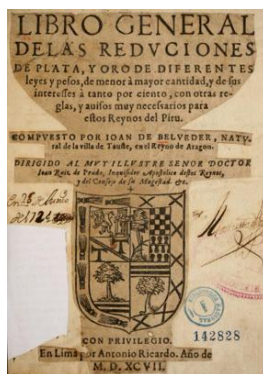 LIBRO GENERAL
DELAS REDVCIONES
DE PLATA, Y ORO DE DIFERENTES
leyes y pesos, de menor à mayor cantidad, y de sus
interesses à tanto por ciento, con otras re-
glas, y auisos muy necessarios para
estos Reynos del Piru.
COMPVESTO POR IOAN DE BELVEDER, NATV-
ral de la villa de Tauste, en el Reyno de Aragon.
DIRIGIDO AL MVY ILLVSTRE SENOR DOCTOR
Iuan Ruiz de Prado, Inquisidor Apostolico destos Reynos,
y del Consejo de su Magestad. &c.
142828
CON PRIVILEGIO.
En Lima por Antonio Ricardo. Año de
M. D. XCVII.